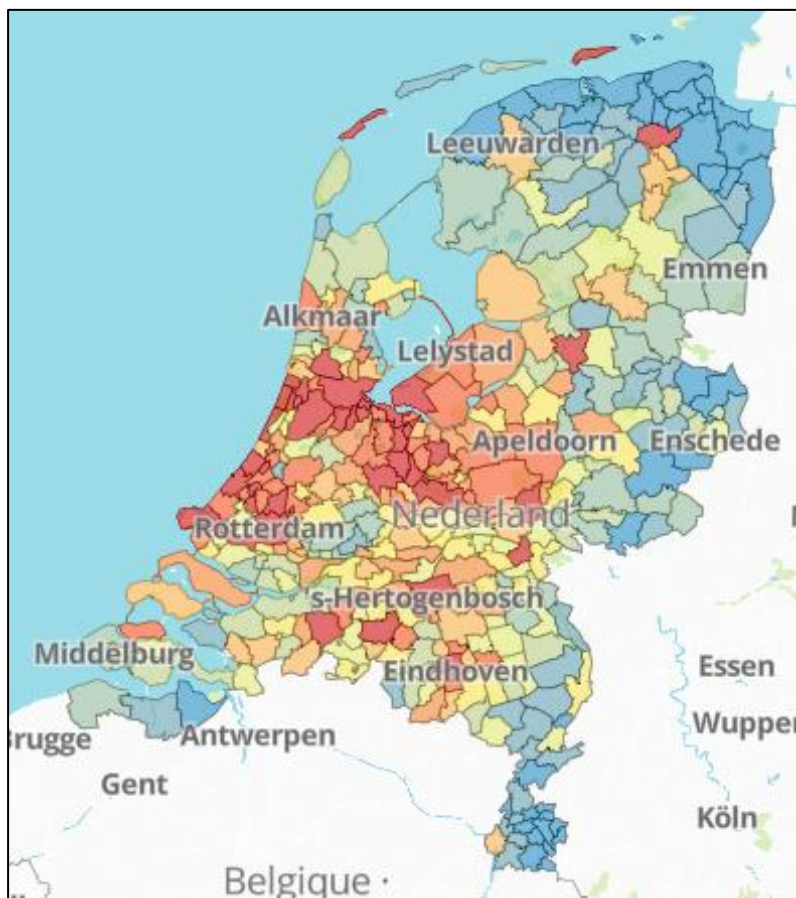 Leeuwarden
Emmen
Alkmaar
Lelystad
Apeldoorn
Enschede
Nederland
Rotterdam
's-Hertogenbosch
Middelburg
Eindhoven
Essen
Wupper
Brugge
Antwerpen
Gent
Köln
Belgique